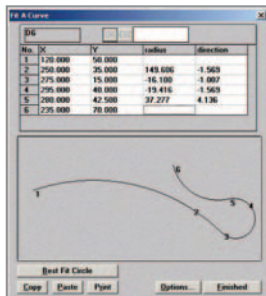 Fit A Curve
D6
No. X Y radius direction
1 120.000 50.000
2 250.000 35.000 149.606 -1.569
3 275.000 15.000 -16.100 -1.007
4 295.000 40.000 -19.416 -1.569
5 280.000 42.500 37.277 4.136
6 235.000 70.000
6
1
2
5
4
3
Best Fit Circle
Copy Paste Print Options... Finished